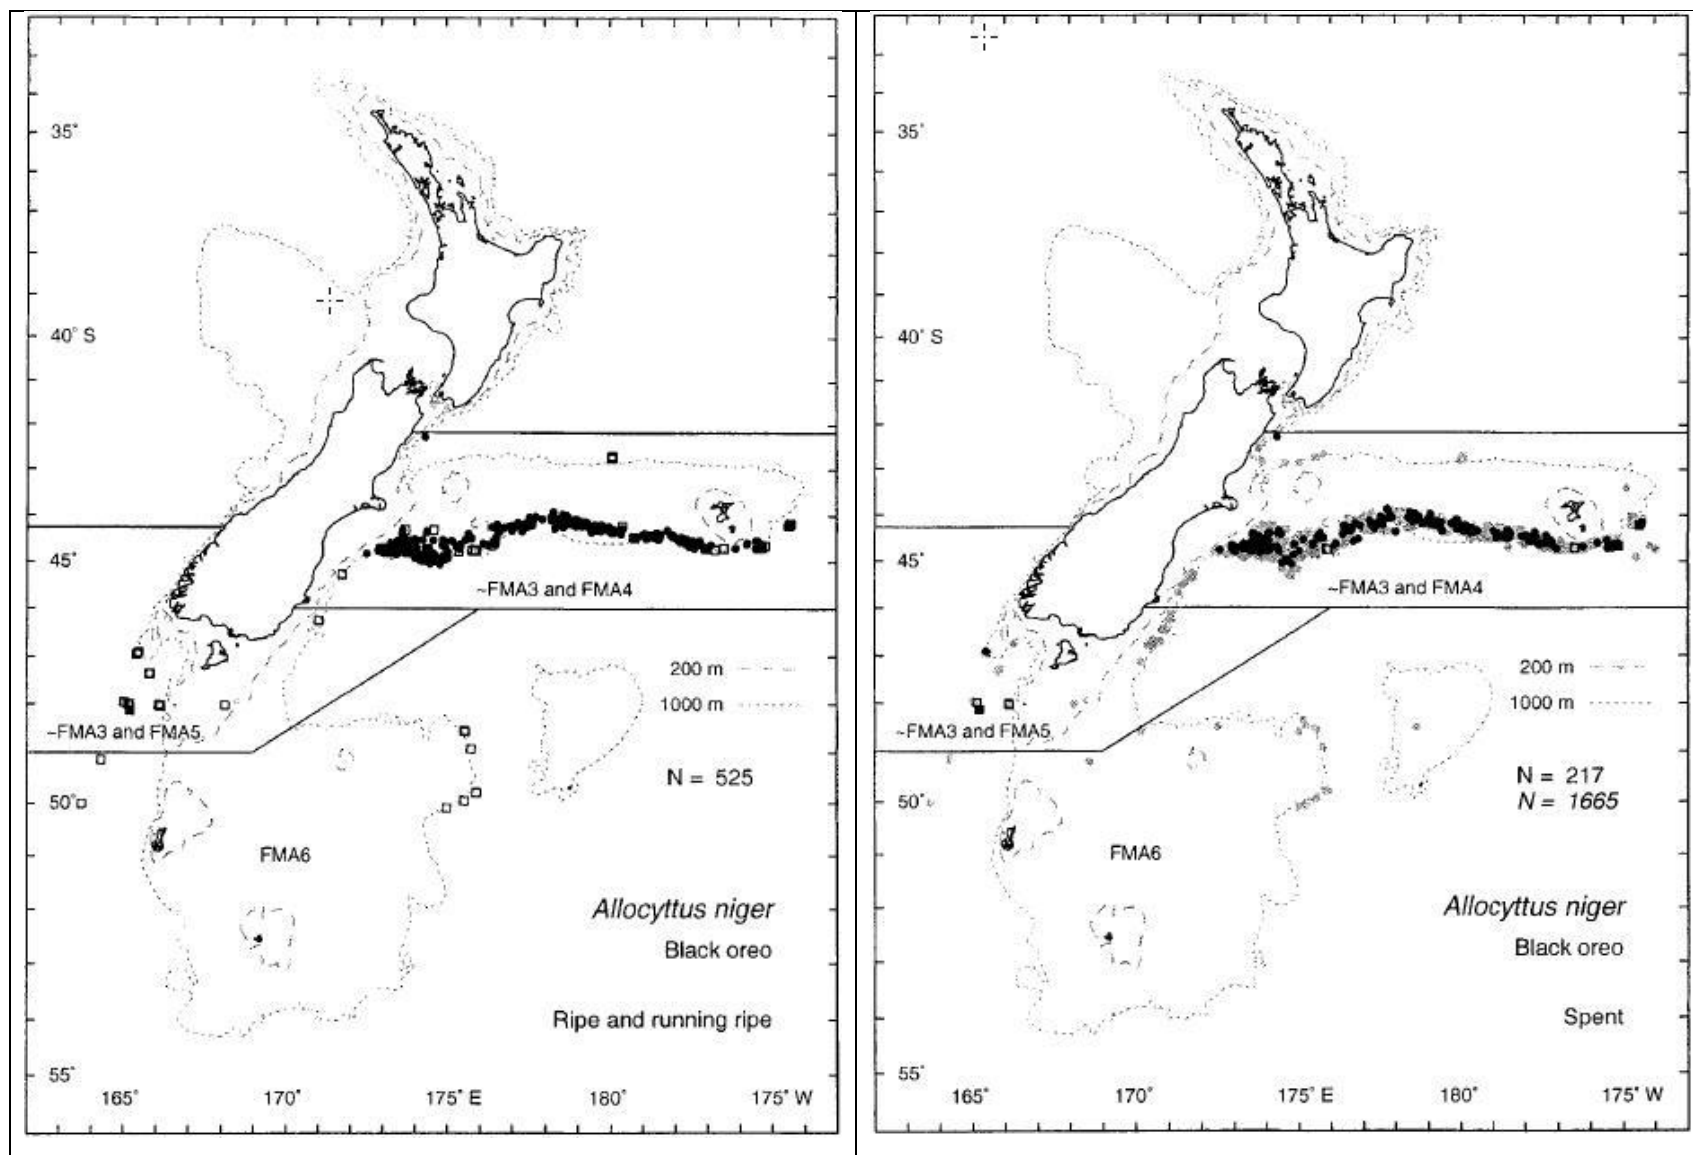 35°
40° S
45°
~FMA3 and FMA4
200 m
1000 m
~FMA3 and FMA5
N = 525
50°
FMA6
Allocyttus niger
Black oreo
Ripe and running ripe
55°
165°
170°
175° E
180°
175° W
35°
40° S
45°
~FMA3 and FMA4
200 m
1000 m
~FMA3 and FMA5
N = 217
N = 1665
50°
FMA6
Allocyttus niger
Black oreo
Spent
55°
165°
170°
175° E
180°
175° W